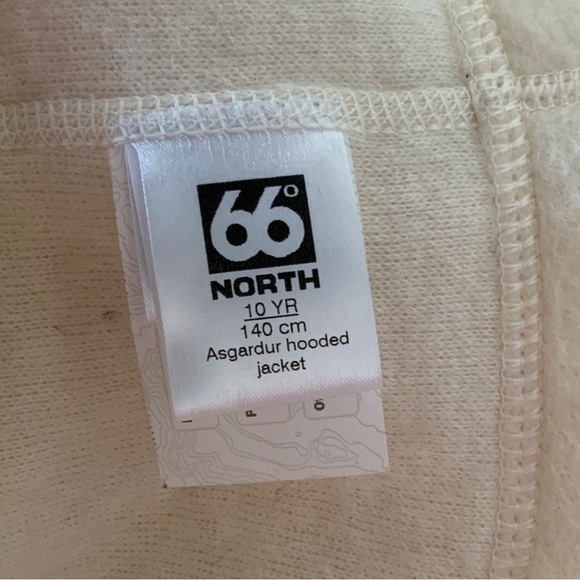 66°
NORTH
10 YR
140 cm
Asgardur hooded
jacket